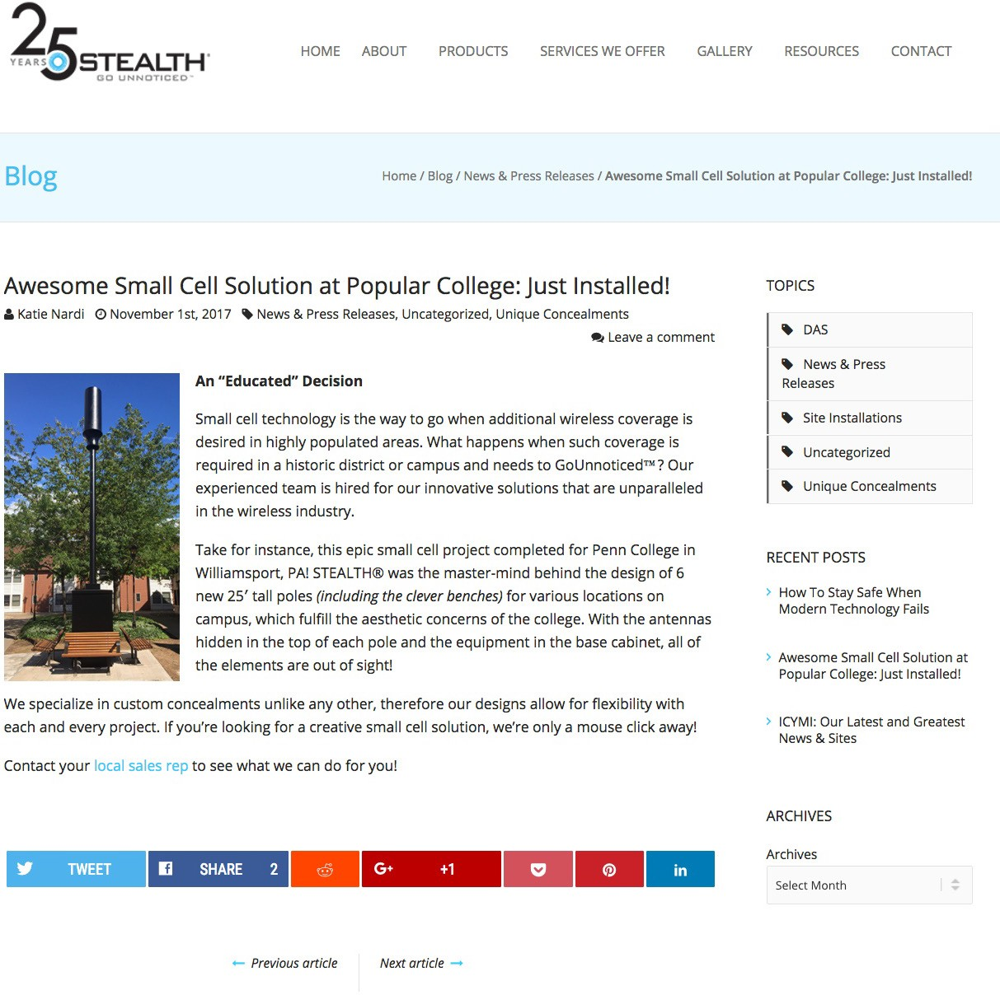 25
YEARS
STEALTH®
GO UNNOTICED™
HOME ABOUT PRODUCTS SERVICES WE OFFER GALLERY RESOURCES CONTACT
Blog
Home / Blog / News & Press Releases / Awesome Small Cell Solution at Popular College: Just Installed!
Awesome Small Cell Solution at Popular College: Just Installed!
Katie Nardi November 1st, 2017 News & Press Releases, Uncategorized, Unique Concealments
Leave a comment
An “Educated” Decision
Small cell technology is the way to go when additional wireless coverage is
desired in highly populated areas. What happens when such coverage is
required in a historic district or campus and needs to GoUnnoticed™? Our
experienced team is hired for our innovative solutions that are unparalleled
in the wireless industry.
Take for instance, this epic small cell project completed for Penn College in
Williamsport, PA! STEALTH® was the master-mind behind the design of 6
new 25′ tall poles (including the clever benches) for various locations on
campus, which fulfill the aesthetic concerns of the college. With the antennas
hidden in the top of each pole and the equipment in the base cabinet, all of
the elements are out of sight!
We specialize in custom concealments unlike any other, therefore our designs allow for flexibility with
each and every project. If you’re looking for a creative small cell solution, we’re only a mouse click away!
Contact your local sales rep to see what we can do for you!
TWEET SHARE 2 G+ +1 in
Previous article Next article
TOPICS
DAS
News & Press
Releases
Site Installations
Uncategorized
Unique Concealments
RECENT POSTS
How To Stay Safe When
Modern Technology Fails
Awesome Small Cell Solution at
Popular College: Just Installed!
ICYMI: Our Latest and Greatest
News & Sites
ARCHIVES
Archives
Select Month